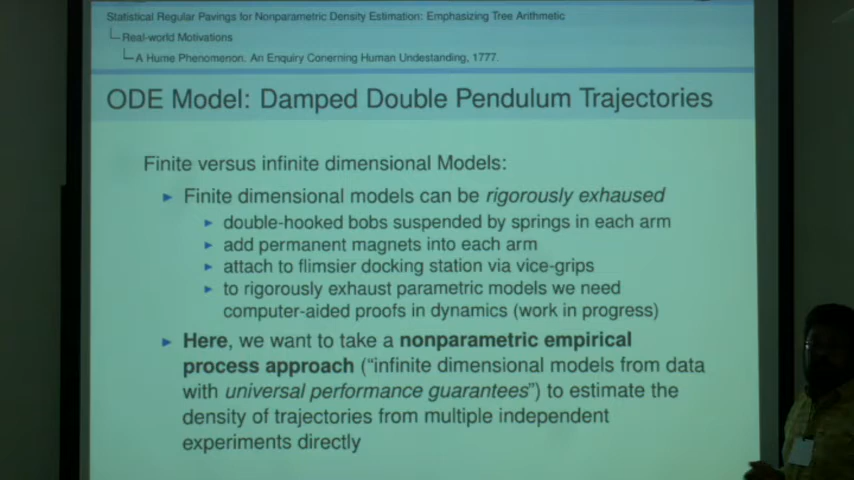 Statistical Regular Pavings for Nonparametric Density Estimation: Emphasizing Tree Arithmetic
Real-world Motivations
A Hume Phenomenon. An Enquiry Conerning Human Undestanding, 1777.
ODE Model: Damped Double Pendulum Trajectories
Finite versus infinite dimensional Models:
Finite dimensional models can be rigorously exhaused
double-hooked bobs suspended by springs in each arm
add permanent magnets into each arm
attach to flimsier docking station via vice-grips
to rigorously exhaust parametric models we need
computer-aided proofs in dynamics (work in progress)
Here, we want to take a nonparametric empirical
process approach (“infinite dimensional models from data
with universal performance guarantees”) to estimate the
density of trajectories from multiple independent
experiments directly